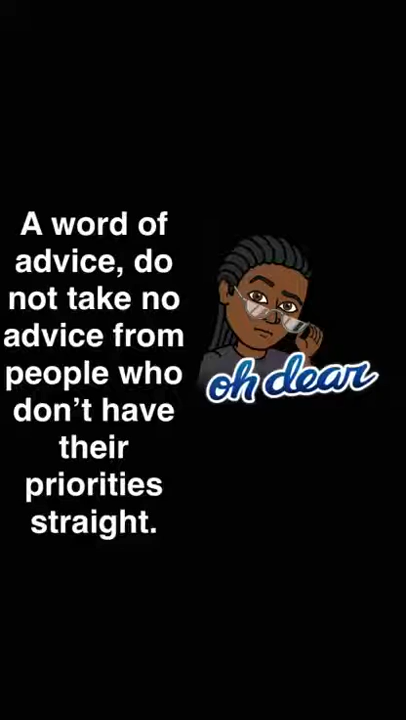 A word of
advice, do
not take no
advice from
people who
don’t have
their
priorities
straight.
oh dear